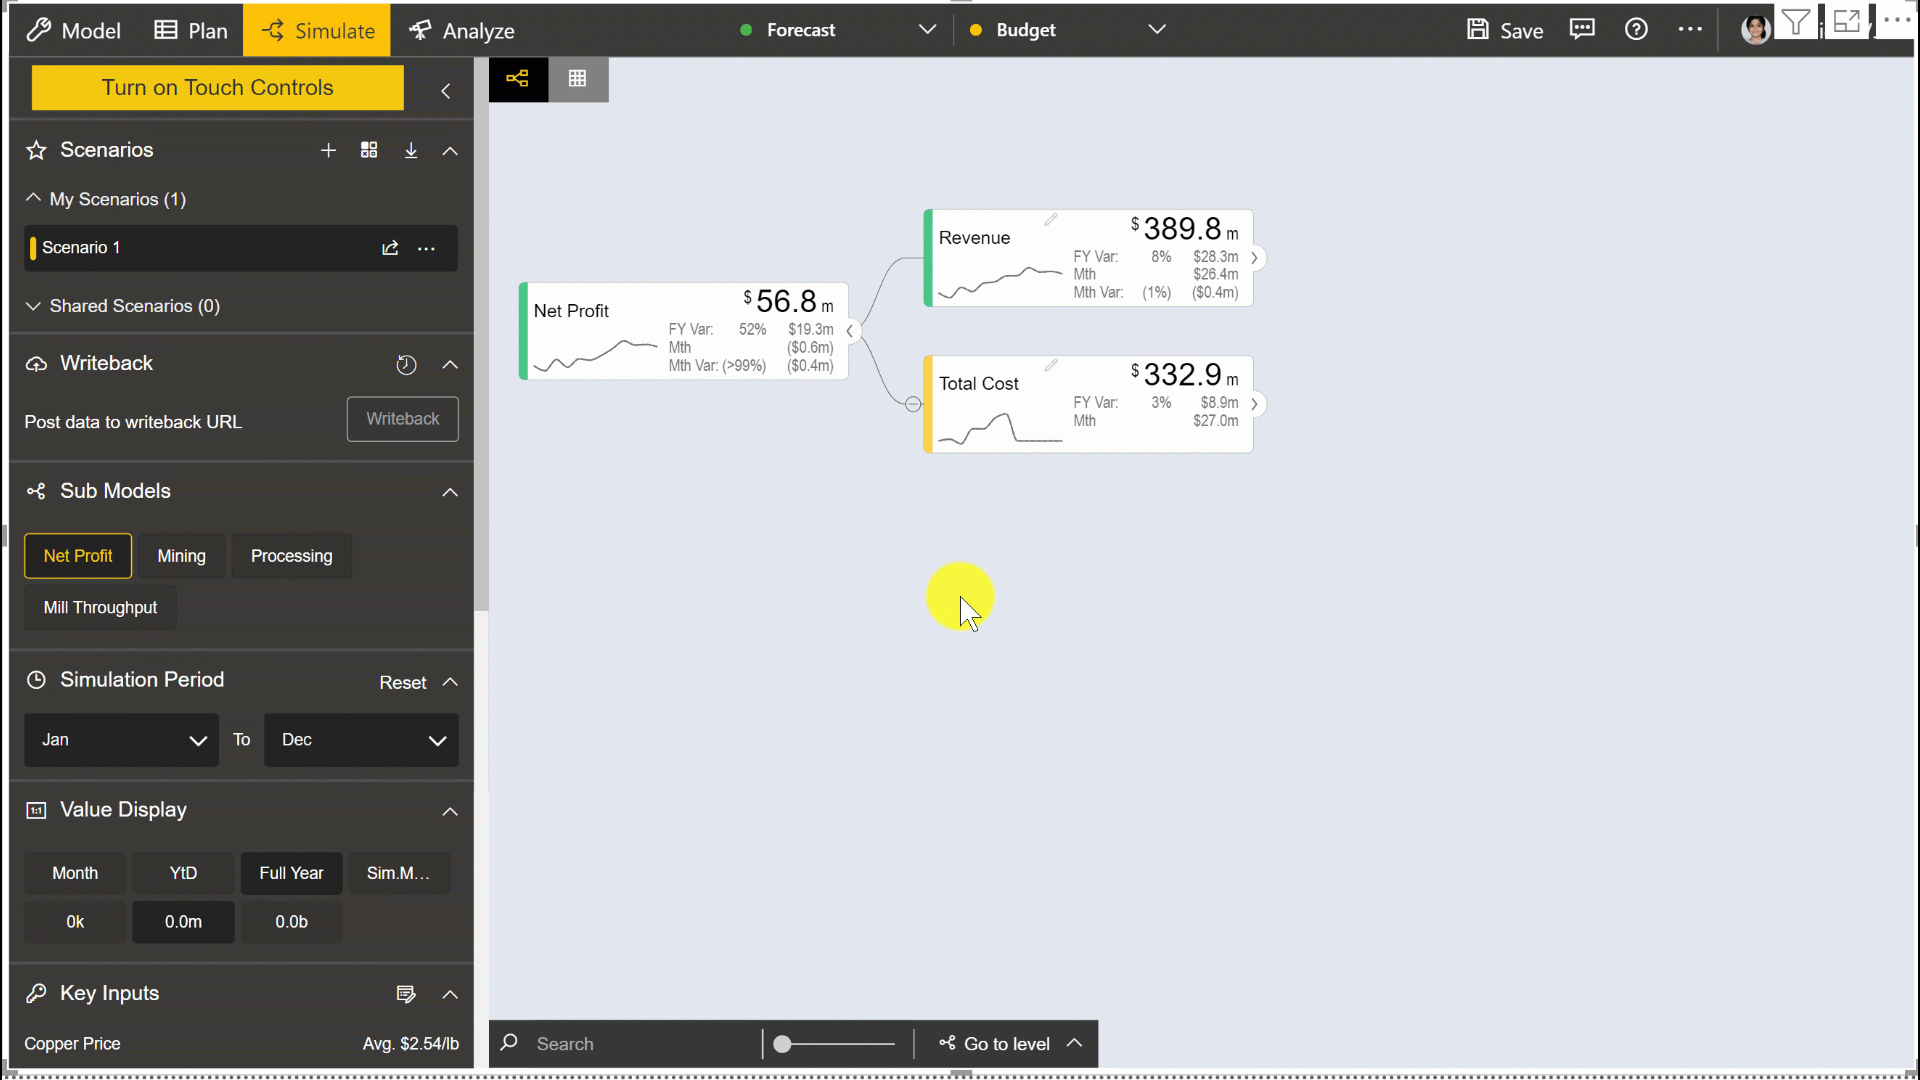 Model
Plan
Simulate
Analyze
Forecast
Budget
Save
Turn on Touch Controls
Scenarios
My Scenarios (1)
Scenario 1
Shared Scenarios (0)
Writeback
Post data to writeback URL
Writeback
Sub Models
Net Profit
Mining
Processing
Mill Throughput
Simulation Period
Reset
Jan
To
Dec
Value Display
Month
YtD
Full Year
Sim.M...
0k
0.0m
0.0b
Key Inputs
Copper Price
Avg. $2.54/lb
Net Profit
$ 56.8 m
FY Var: 52% $19.3m
Mth ($0.6m)
Mth Var: (>99%) ($0.4m)
Revenue
$ 389.8 m
FY Var: 8% $28.3m
Mth $26.4m
Mth Var: (1%) ($0.4m)
Total Cost
$ 332.9 m
FY Var: 3% $8.9m
Mth $27.0m
Search
Go to level